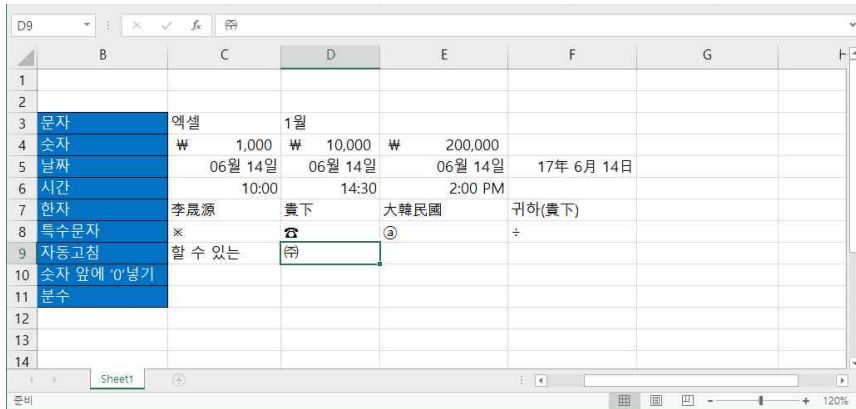 D9 fx ㈜
B C D E F G H
1
2
3 문자 엑셀 1월
4 숫자 ₩ 1,000 ₩ 10,000 ₩ 200,000
5 날짜 06월 14일 06월 14일 06월 14일 17年 6月 14日
6 시간 10:00 14:30 2:00 PM
7 한자 李晟源 貴下 大韓民國 귀하(貴下)
8 특수문자 ※ ☎ ⓐ ÷
9 자동고침 할 수 있는 ㈜
10 숫자 앞에 ‘0’넣기
11 분수
12
13
14
Sheet1
준비 120%